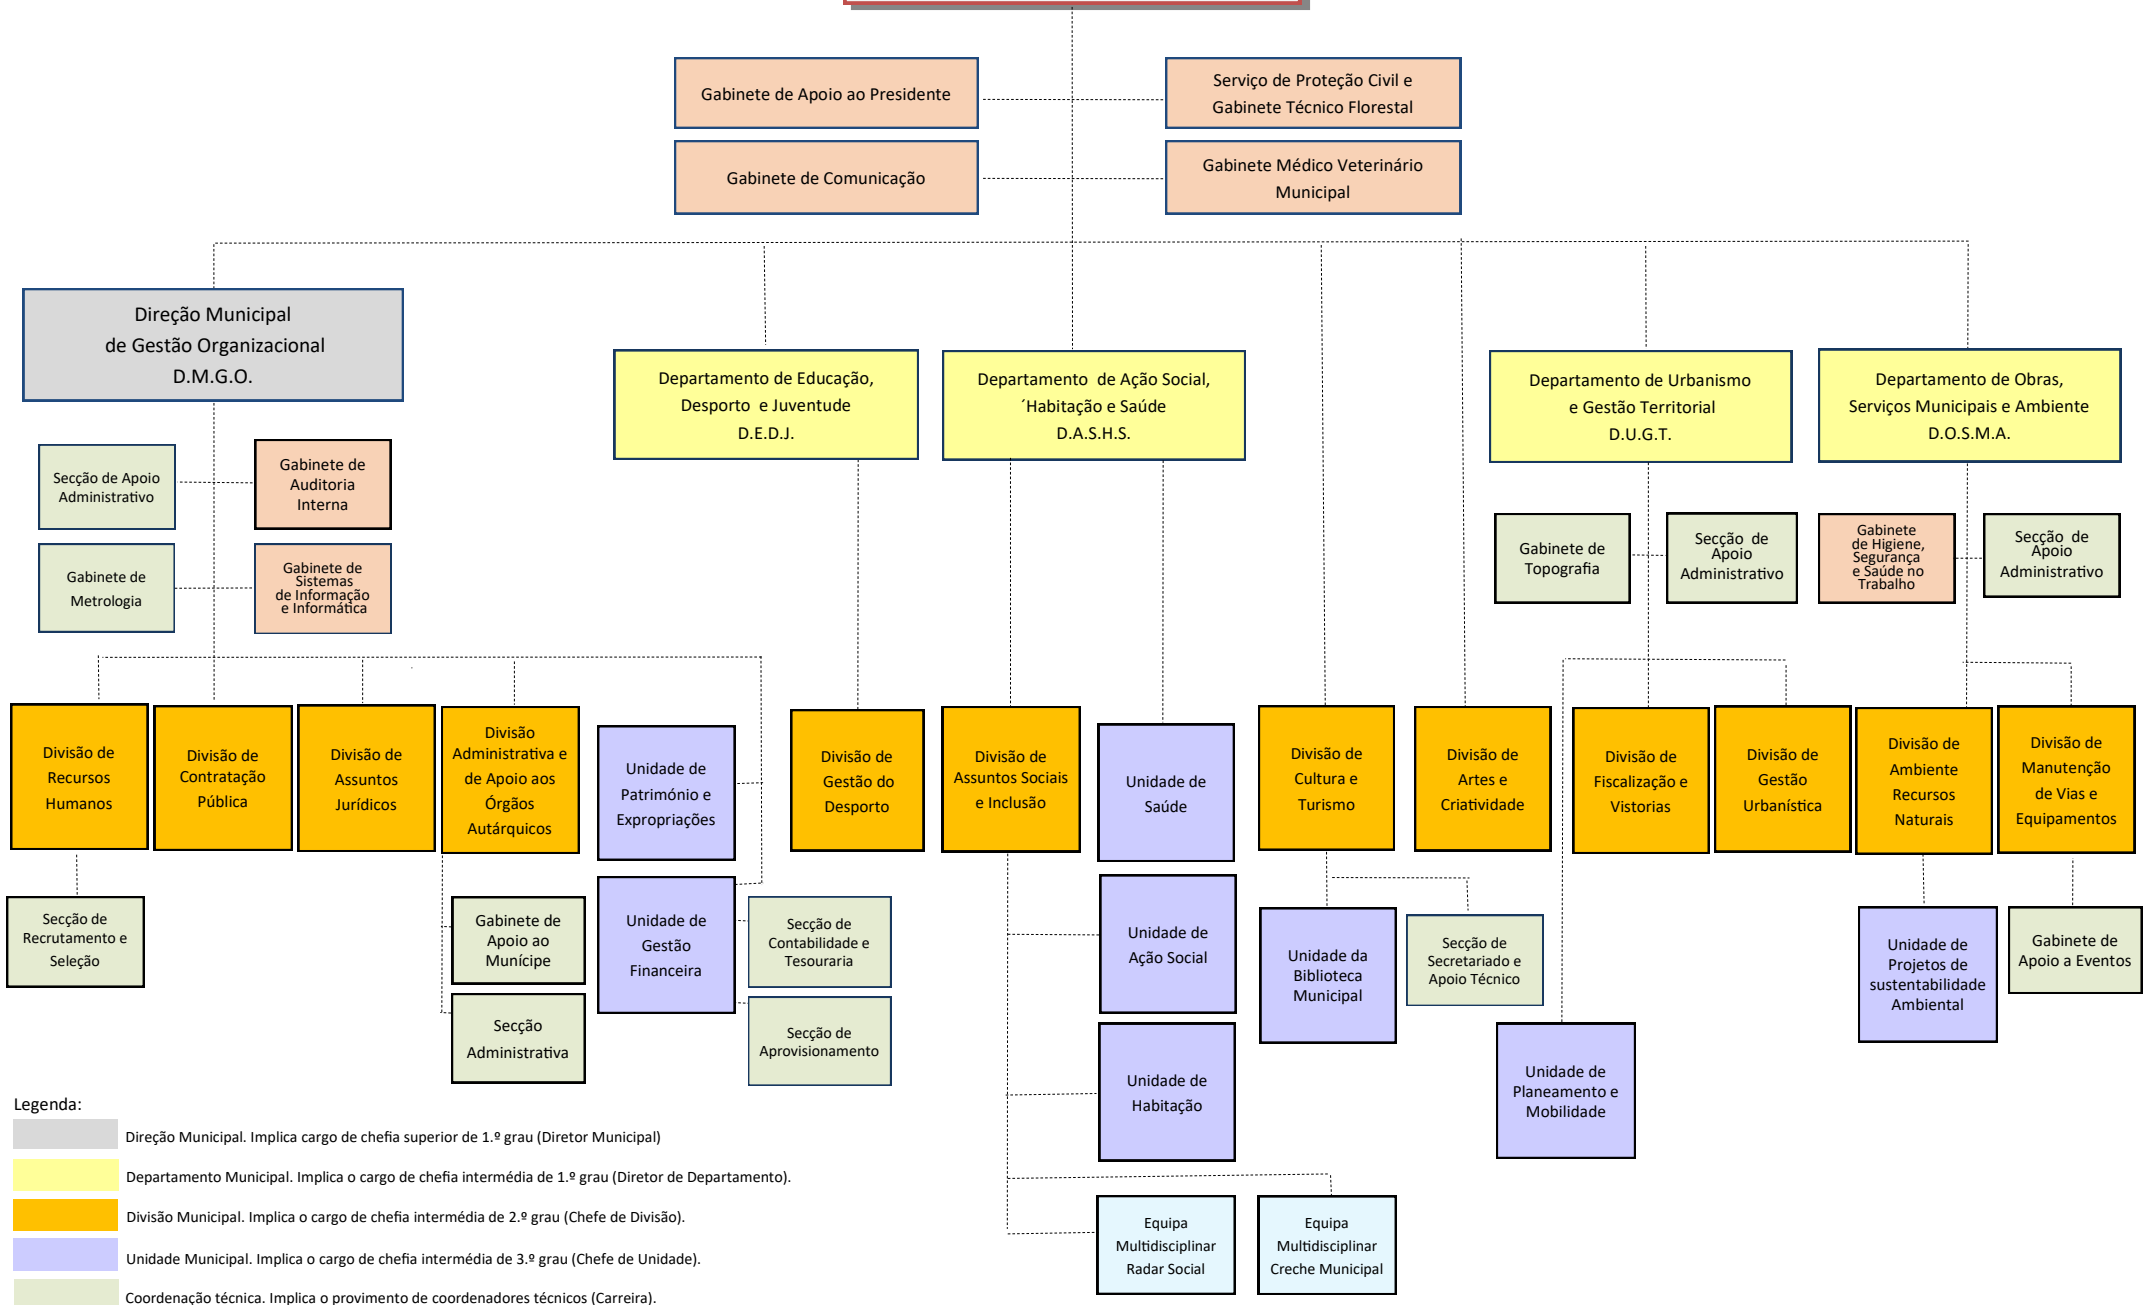 Gabinete de Apoio ao Presidente
Serviço de Proteção Civil e
Gabinete Técnico Florestal
Gabinete de Comunicação
Gabinete Médico Veterinário
Municipal
Direção Municipal
de Gestão Organizacional
D.M.G.O.
Departamento de Educação,
Desporto e Juventude
D.E.D.J.
Departamento de Ação Social,
´Habitação e Saúde
D.A.S.H.S.
Departamento de Urbanismo
e Gestão Territorial
D.U.G.T.
Departamento de Obras,
Serviços Municipais e Ambiente
D.O.S.M.A.
Secção de Apoio
Administrativo
Gabinete de
Auditoria
Interna
Gabinete de
Metrologia
Gabinete de
Sistemas
de Informação
e Informática
Gabinete de
Topografia
Secção de
Apoio
Administrativo
Gabinete
de Higiene,
Segurança
e Saúde no
Trabalho
Secção de
Apoio
Administrativo
Divisão de
Recursos
Humanos
Divisão de
Contratação
Pública
Divisão de
Assuntos
Jurídicos
Divisão
Administrativa e
de Apoio aos
Órgãos
Autárquicos
Unidade de
Património e
Expropriações
Divisão de
Gestão do
Desporto
Divisão de
Assuntos Sociais
e Inclusão
Unidade de
Saúde
Divisão de
Cultura e
Turismo
Divisão de
Artes e
Criatividade
Divisão de
Fiscalização e
Vistorias
Divisão de
Gestão
Urbanística
Divisão de
Ambiente
Recursos
Naturais
Divisão de
Manutenção
de Vias e
Equipamentos
Secção de
Recrutamento e
Seleção
Gabinete de
Apoio ao
Munícipe
Unidade de
Gestão
Financeira
Secção de
Contabilidade e
Tesouraria
Unidade de
Ação Social
Unidade da
Biblioteca
Municipal
Secção de
Secretariado e
Apoio Técnico
Unidade de
Projetos de
sustentabilidade
Ambiental
Gabinete de
Apoio a Eventos
Secção
Administrativa
Secção de
Aprovisionamento
Unidade de
Habitação
Unidade de
Planeamento e
Mobilidade
Equipa
Multidisciplinar
Radar Social
Equipa
Multidisciplinar
Creche Municipal
Legenda:
Direção Municipal. Implica cargo de chefia superior de 1.º grau (Diretor Municipal)
Departamento Municipal. Implica o cargo de chefia intermédia de 1.º grau (Diretor de Departamento).
Divisão Municipal. Implica o cargo de chefia intermédia de 2.º grau (Chefe de Divisão).
Unidade Municipal. Implica o cargo de chefia intermédia de 3.º grau (Chefe de Unidade).
Coordenação técnica. Implica o provimento de coordenadores técnicos (Carreira).